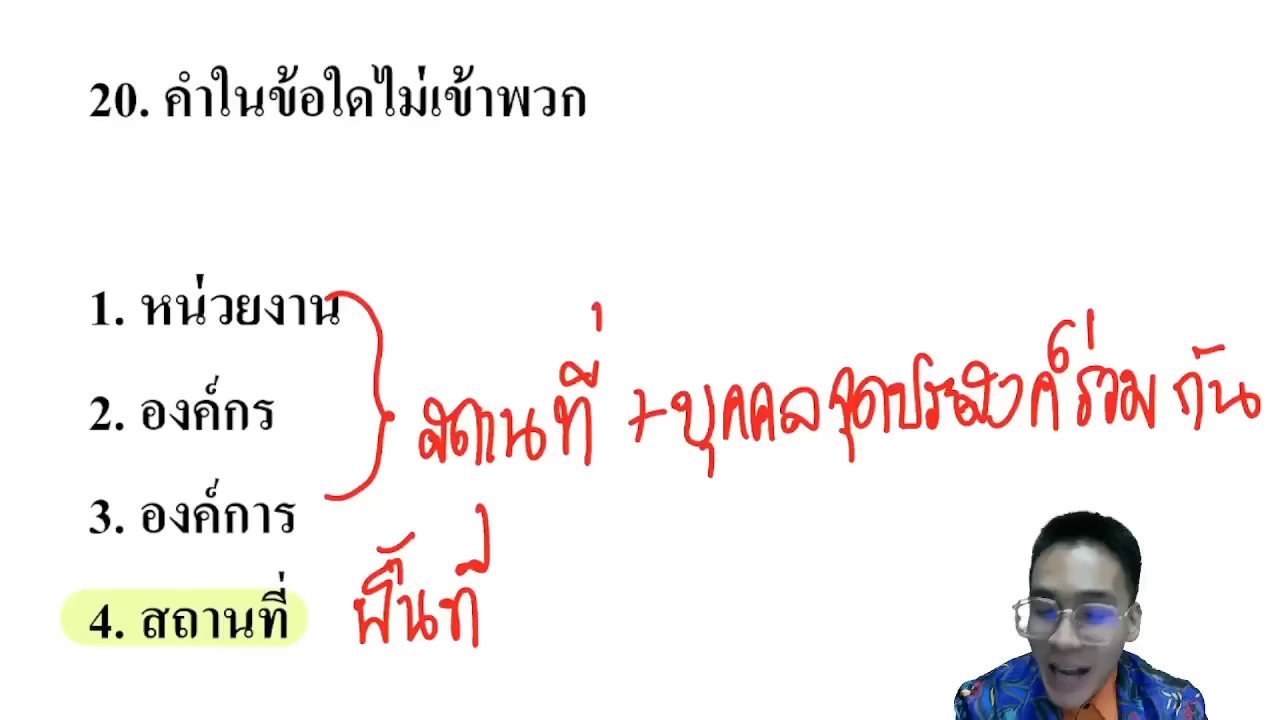 20. คำในข้อใดไม่เข้าพวก
1. หน่วยงาน
2. องค์กร
3. องค์การ
สถานที่ + บุคคลจุดประสงค์ร่วมกัน
4. สถานที่
พื้นที่